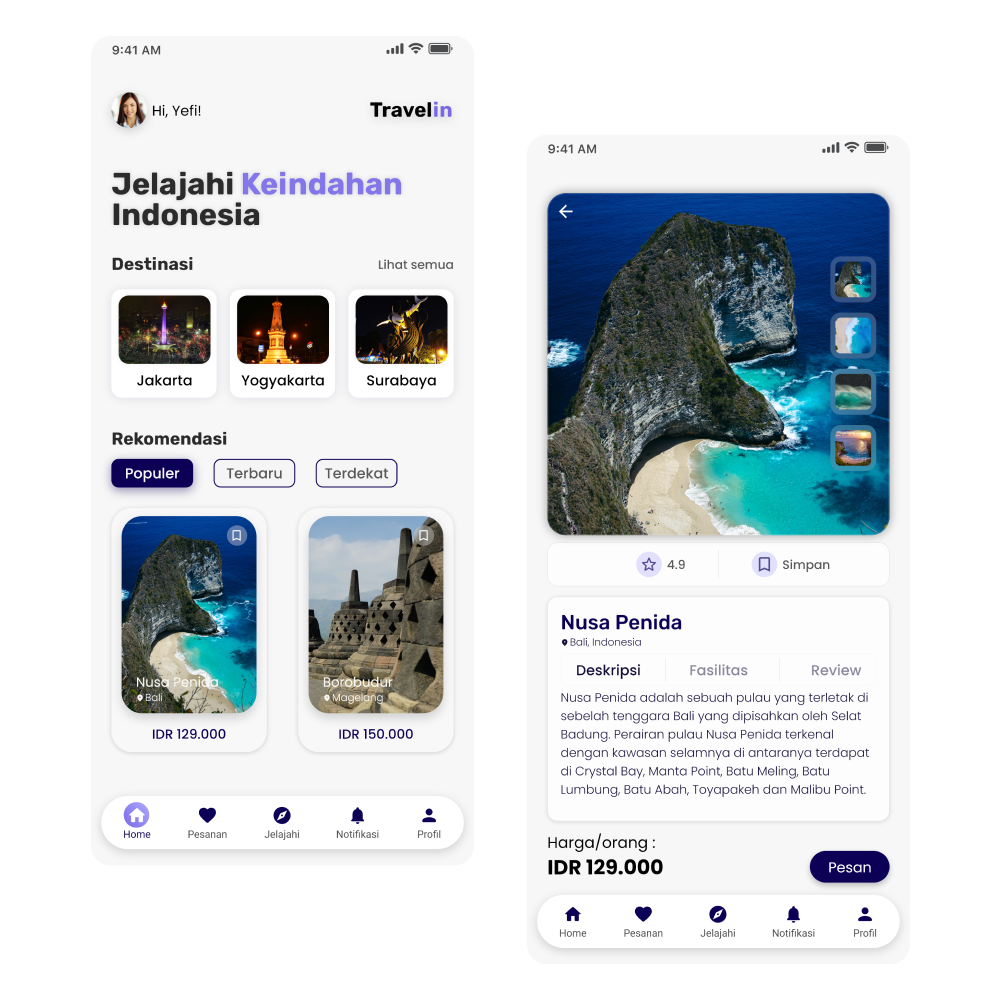 9:41 AM
Hi, Yefi!
Travelin
Jelajahi Keindahan
Indonesia
Destinasi
Lihat semua
Jakarta
Yogyakarta
Surabaya
Rekomendasi
Populer
Terbaru
Terdekat
Nusa Penida
Bali
IDR 129.000
Borobudur
Magelang
IDR 150.000
Home
Pesanan
Jelajahi
Notifikasi
Profil
9:41 AM
4.9
Simpan
Nusa Penida
Bali, Indonesia
Deskripsi
Fasilitas
Review
Nusa Penida adalah sebuah pulau yang terletak di
sebelah tenggara Bali yang dipisahkan oleh Selat
Badung. Perairan pulau Nusa Penida terkenal
dengan kawasan selamnya di antaranya terdapat
di Crystal Bay, Manta Point, Batu Meling, Batu
Lumbung, Batu Abah, Toyapakeh dan Malibu Point.
Harga/orang :
IDR 129.000
Pesan
Home
Pesanan
Jelajahi
Notifikasi
Profil